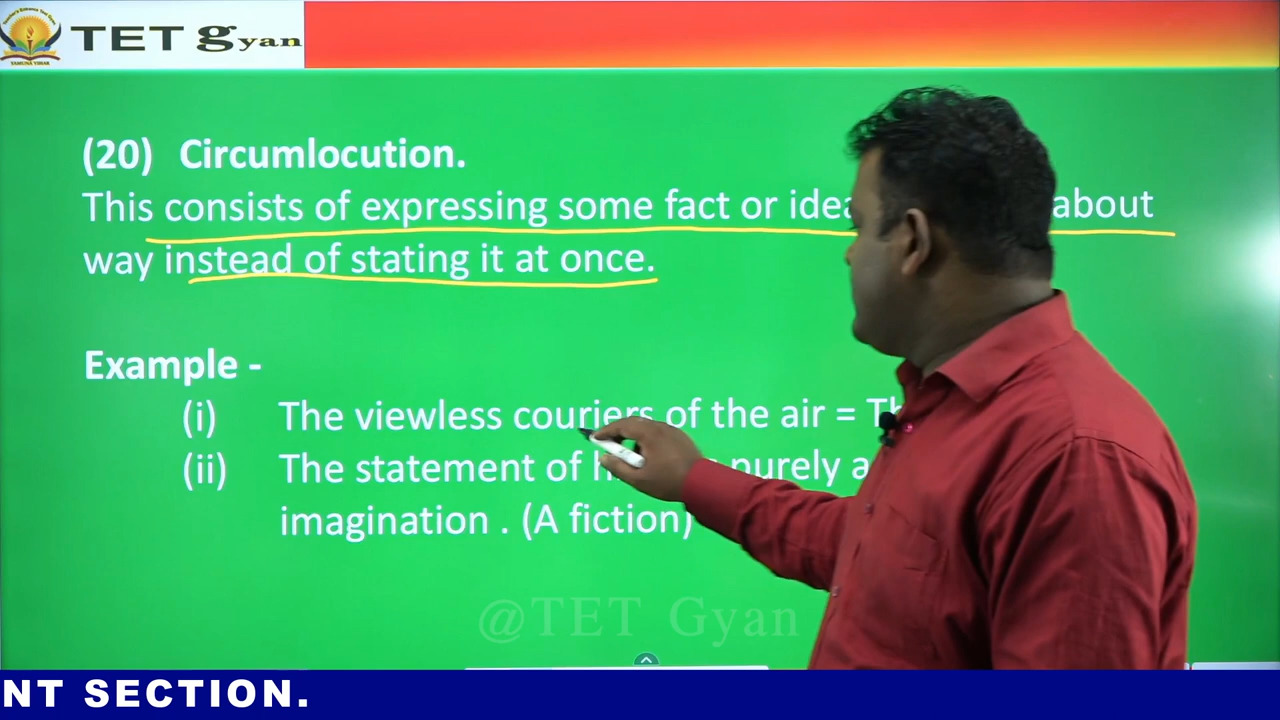 TET Gyan
YAMUNA VIHAR
(20) Circumlocution.
This consists of expressing some fact or idea about
way instead of stating it at once.
Example -
(i) The viewless couriers of the air =
(ii) The statement of purely
imagination . (A fiction)
@TET Gyan
NT SECTION.